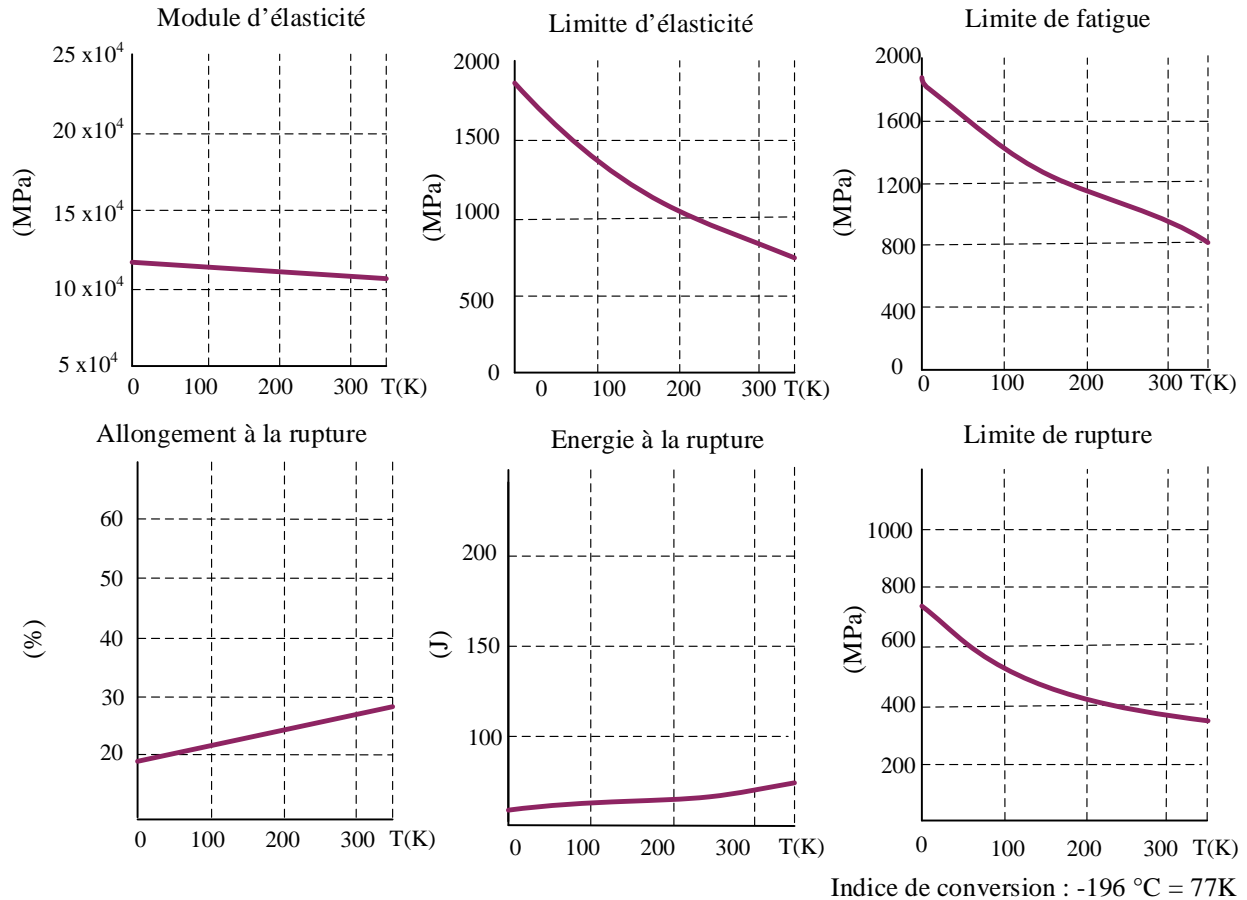 Module d'élasticité
25 x10⁴
20 x10⁴
15 x10⁴
10 x10⁴
5 x10⁴
(MPa)
0 100 200 300 T(K)
Limitte d'élasticité
2000
1500
1000
500
0
(MPa)
0 100 200 300 T(K)
Limite de fatigue
2000
1600
1200
800
400
0
(MPa)
0 100 200 300 T(K)
Allongement à la rupture
60
50
40
30
20
(%)
0 100 200 300 T(K)
Energie à la rupture
200
150
100
(J)
0 100 200 300 T(K)
Limite de rupture
1000
800
600
400
200
(MPa)
0 100 200 300 T(K)
Indice de conversion : -196 °C = 77K